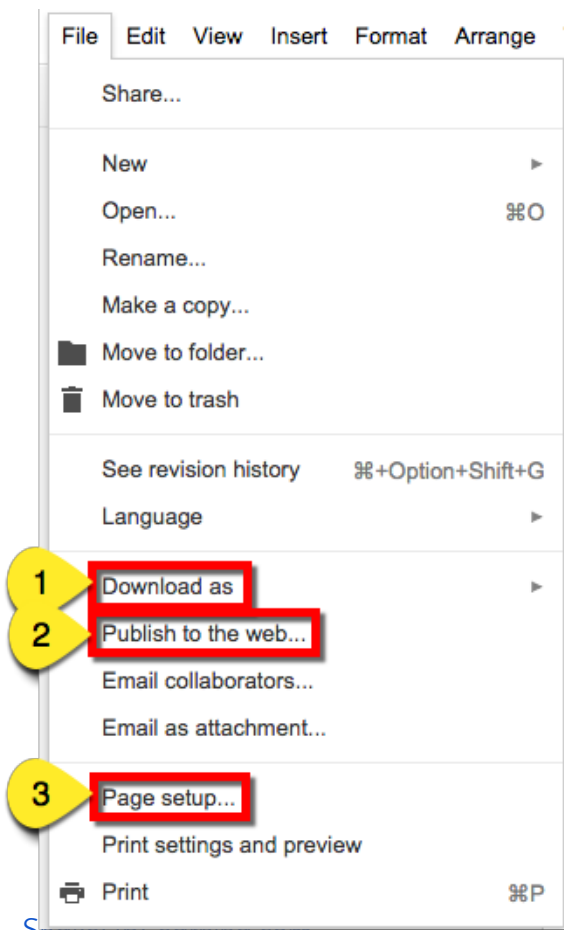 File Edit View Insert Format Arrange
Share...
New ►
Open... ⌘O
Rename...
Make a copy...
Move to folder...
Move to trash
See revision history ⌘+Option+Shift+G
Language ►
1 Download as ►
2 Publish to the web...
Email collaborators...
Email as attachment...
3 Page setup...
Print settings and preview
Print ⌘P